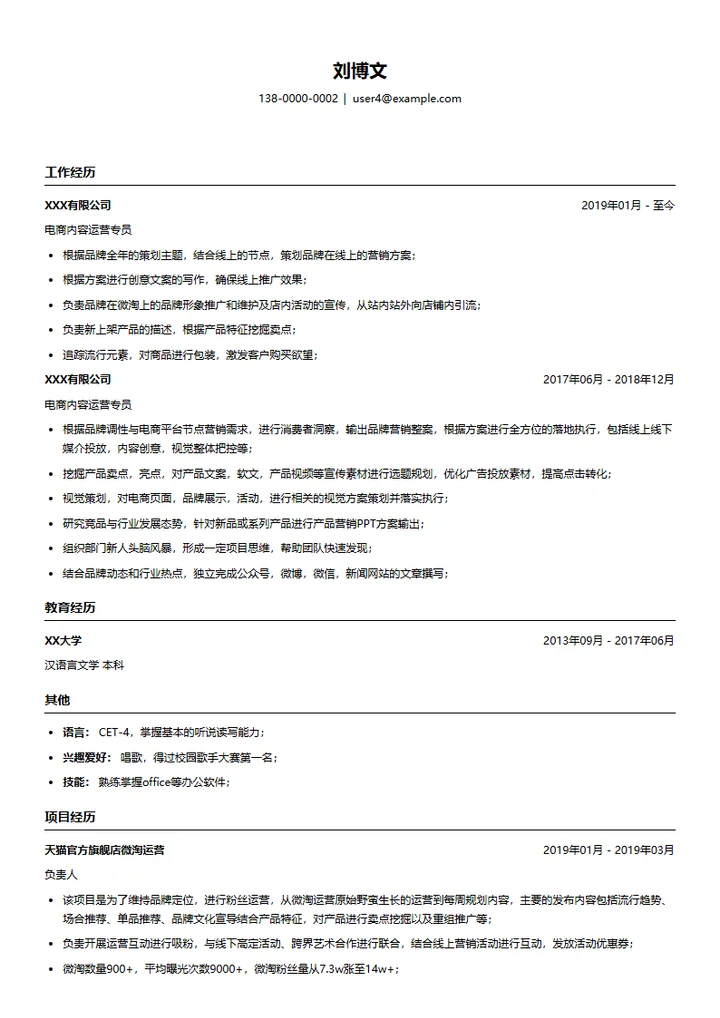 刘博文
138-0000-0002 | user4@example.com
工作经历
XXX有限公司 2019年01月 - 至今
电商内容运营专员
• 根据品牌全年的策划主题，结合线上的节点，策划品牌在线上的营销方案；
• 根据方案进行创意文案的写作，确保线上推广效果；
• 负责品牌在微淘上的品牌形象推广和维护及店内活动的宣传，从站内站外向店铺内引流；
• 负责新上架产品的描述，根据产品特征挖掘卖点；
• 追踪流行元素，对商品进行包装，激发客户购买欲望；
XXX有限公司 2017年06月 - 2018年12月
电商内容运营专员
• 根据品牌调性与电商平台节点营销需求，进行消费者洞察，输出品牌营销整案，根据方案进行全方位的落地执行，包括线上线下
媒介投放，内容创意，视觉整体把控等；
• 挖掘产品卖点，亮点，对产品文案，软文，产品视频等宣传素材进行选题规划，优化广告投放素材，提高点击转化；
• 视觉策划，对电商页面，品牌展示，活动，进行相关的视觉方案策划并落实执行；
• 研究竞品与行业发展态势，针对新品或系列产品进行产品营销PPT方案输出；
• 组织部门新人头脑风暴，形成一定项目思维，帮助团队快速发现；
• 结合品牌动态和行业热点，独立完成公众号，微博，微信，新闻网站的文章撰写；
教育经历
XX大学 2013年09月 - 2017年06月
汉语言文学 本科
其他
• 语言： CET-4，掌握基本的听说读写能力；
• 兴趣爱好： 唱歌，得过校园歌手大赛第一名；
• 技能： 熟练掌握office等办公软件；
项目经历
天猫官方旗舰店微淘运营 2019年01月 - 2019年03月
负责人
• 该项目是为了维持品牌定位，进行粉丝运营，从微淘运营原始野蛮生长的运营到每周规划内容，主要的发布内容包括流行趋势、
场合推荐、单品推荐、品牌文化宣导结合产品特征，对产品进行卖点挖掘以及重组推广等；
• 负责开展运营互动进行吸粉，与线下高定活动、跨界艺术合作进行联合，结合线上营销活动进行互动，发放活动优惠券；
• 微淘数量900+，平均曝光次数9000+，微淘粉丝量从7.3w涨至14w+；